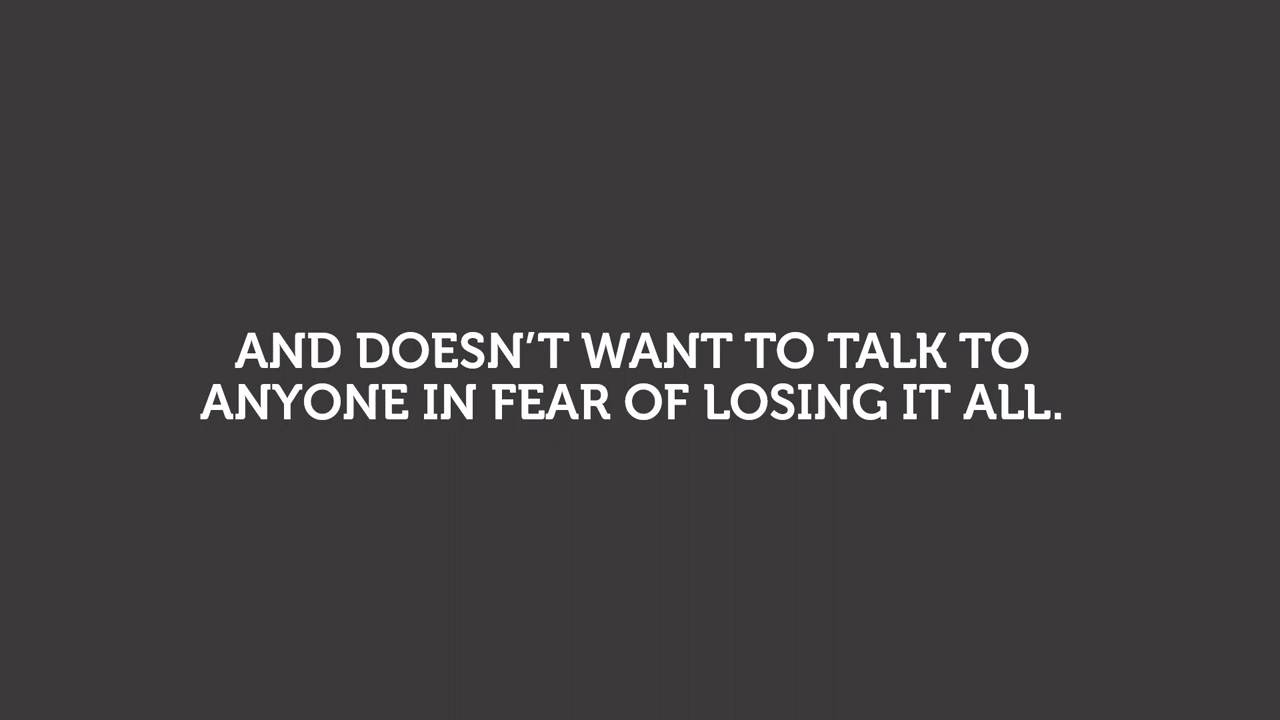 AND DOESN’T WANT TO TALK TO
ANYONE IN FEAR OF LOSING IT ALL.